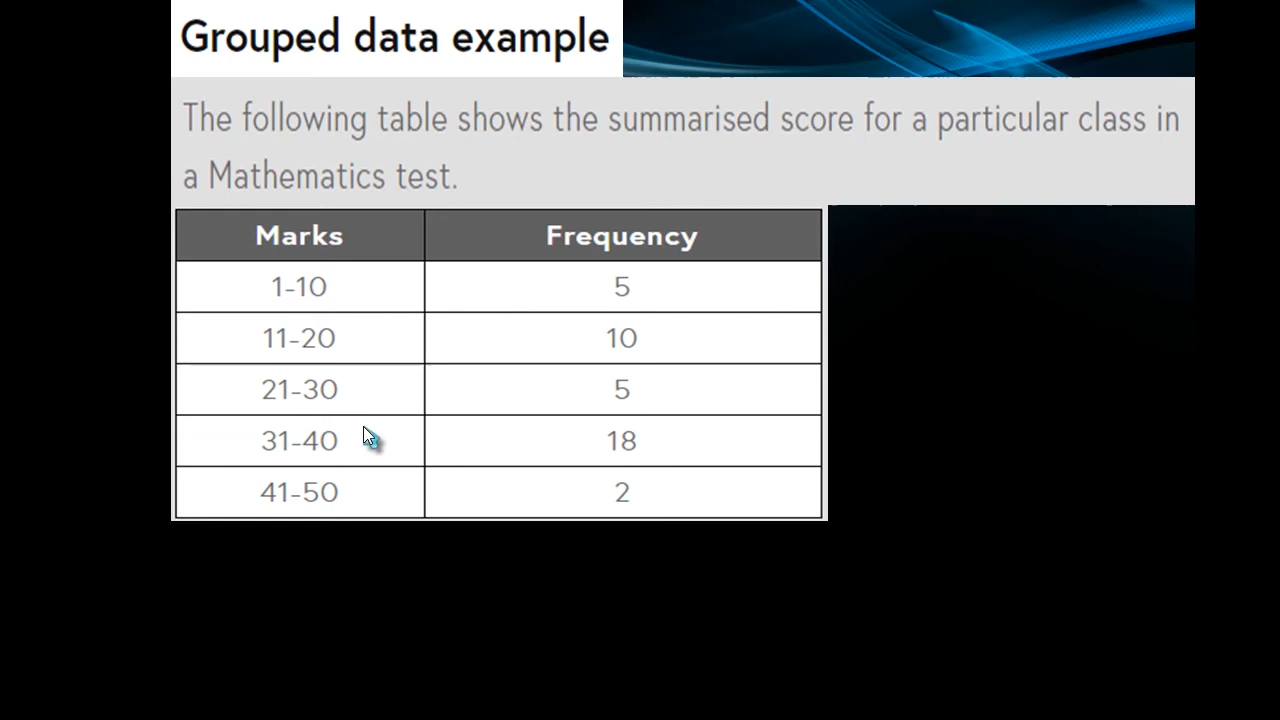 Grouped data example
The following table shows the summarised score for a particular class in
a Mathematics test.
Marks Frequency
1-10 5
11-20 10
21-30 5
31-40 18
41-50 2